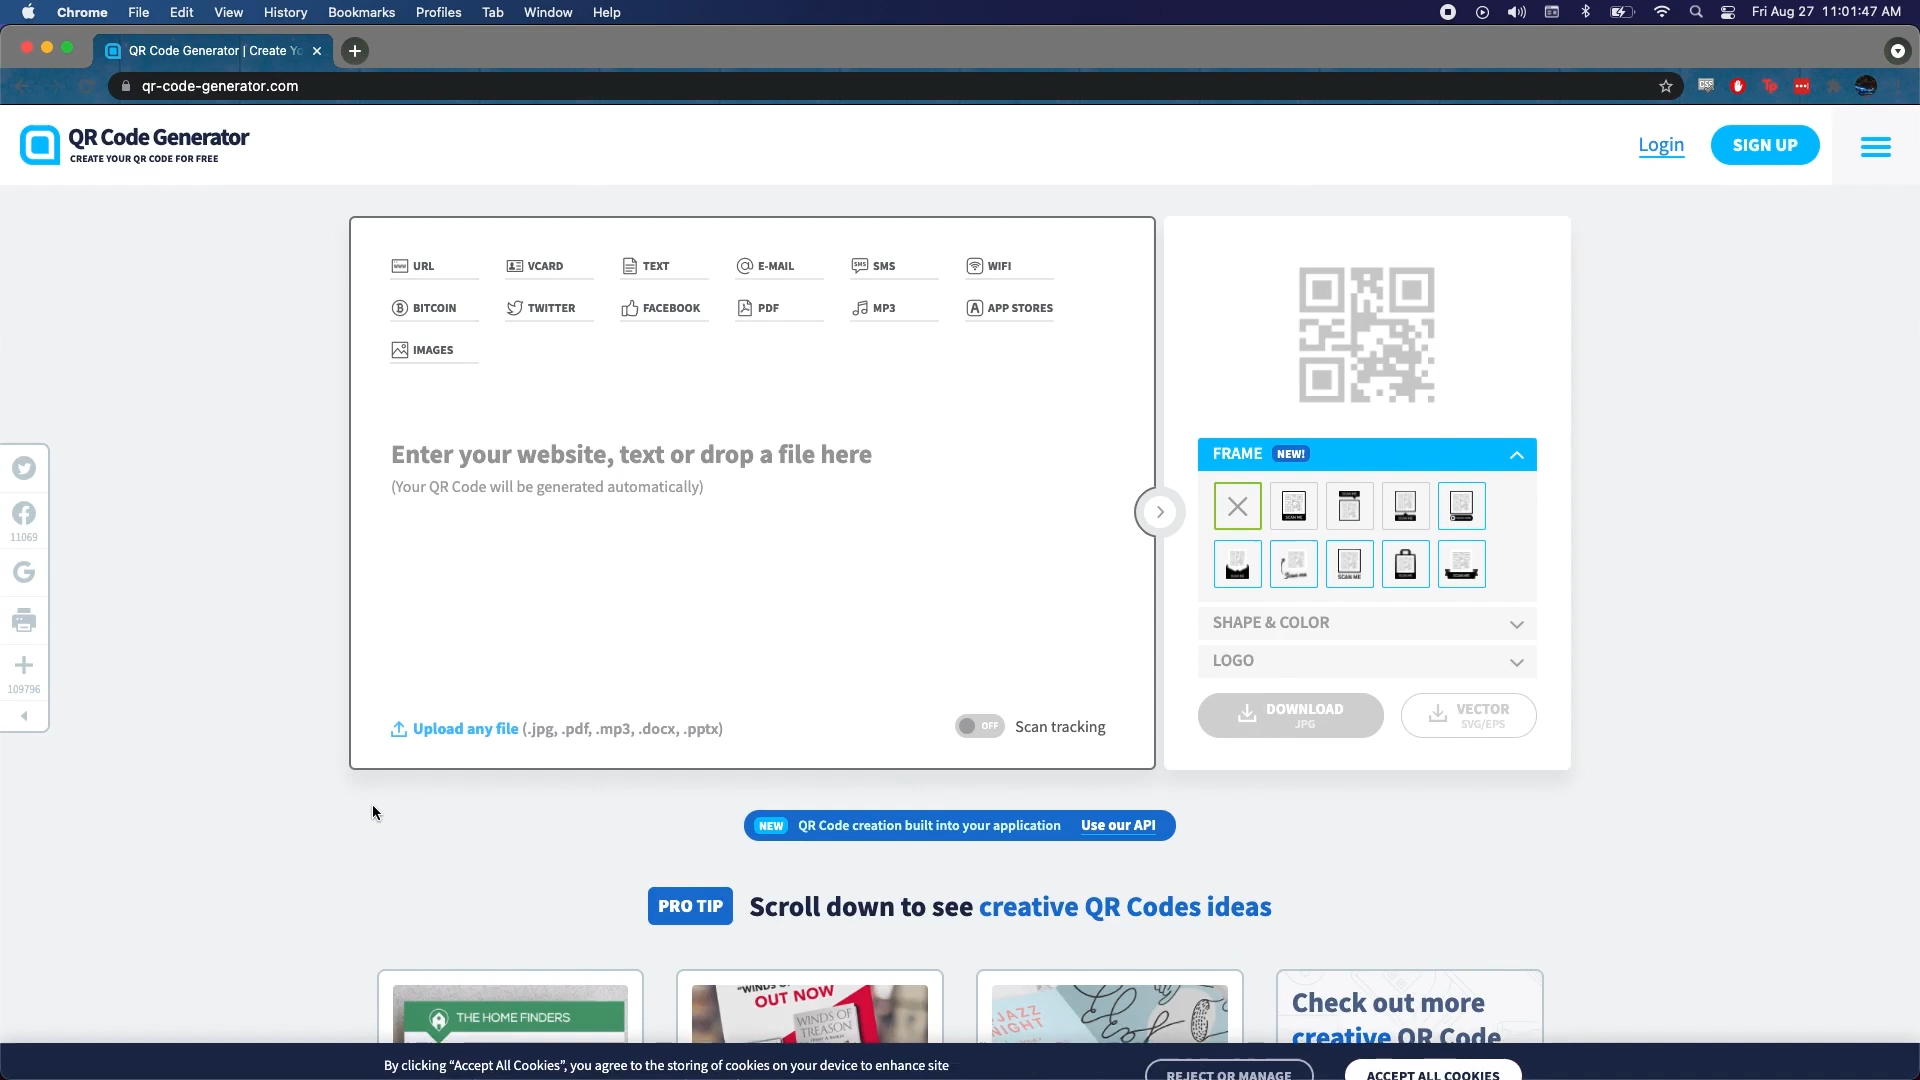 Chrome File Edit View History Bookmarks Profiles Tab Window Help Fri Aug 27 11:01:47 AM
QR Code Generator | Create Yo
qr-code-generator.com
QR Code Generator
CREATE YOUR QR CODE FOR FREE
Login
SIGN UP
URL VCARD TEXT E-MAIL SMS WIFI
BITCOIN TWITTER FACEBOOK PDF MP3 APP STORES
IMAGES
Enter your website, text or drop a file here
(Your QR Code will be generated automatically)
Upload any file (.jpg, .pdf, .mp3, .docx, .pptx)
OFF Scan tracking
FRAME NEW!
SHAPE & COLOR
LOGO
DOWNLOAD
JPG
VECTOR
SVG/EPS
11069
109796
NEW QR Code creation built into your application Use our API
PRO TIP Scroll down to see creative QR Codes ideas
THE HOME FINDERS
"WINDS OF
OUT NOW
WINDS OF
TREASON
JAZZ
NIGHT
Check out more
creative QR Code
By clicking “Accept All Cookies”, you agree to the storing of cookies on your device to enhance site
REJECT OR MANAGE
ACCEPT ALL COOKIES